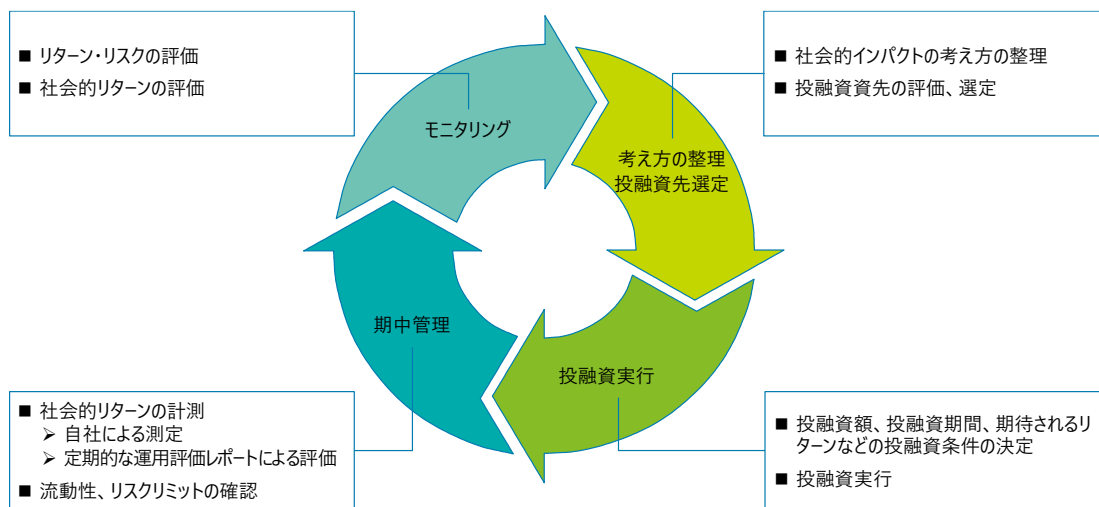 ■ リターン・リスクの評価
■ 社会的リターンの評価
■ 社会的インパクトの考え方の整理
■ 投融資資先の評価、選定
モニタリング
考え方の整理
投融資先選定
期中管理
投融資実行
■ 社会的リターンの計測
➢ 自社による測定
➢ 定期的な運用評価レポートによる評価
■ 流動性、リスクリミットの確認
■ 投融資額、投融資期間、期待されるリ
ターンなどの投融資条件の決定
■ 投融資実行